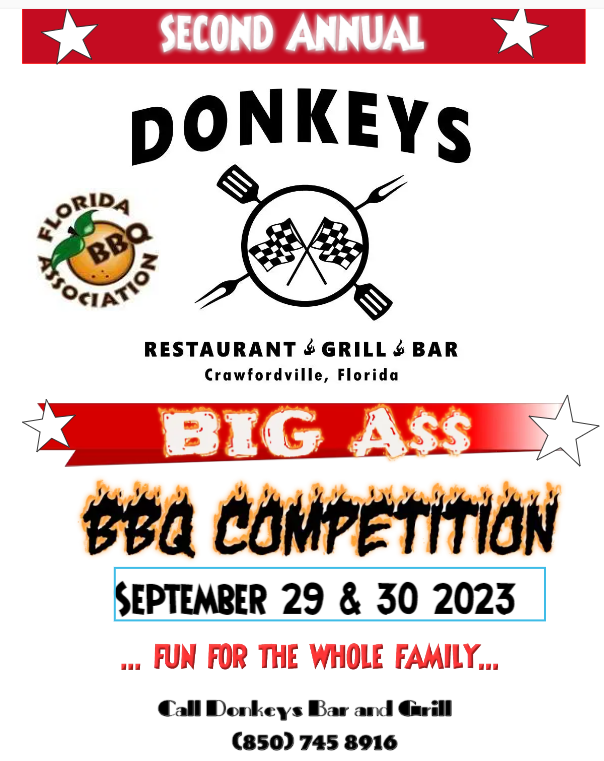 SECOND ANNUAL
DONKEYS
FLORIDA
BBQ
ASSOCIATION
RESTAURANT GRILL BAR
Crawfordville, Florida
BIG ASS
BBQ COMPETITION
SEPTEMBER 29 & 30 2023
... FUN FOR THE WHOLE FAMILY...
Call Donkeys Bar and Grill
(850) 745 8916